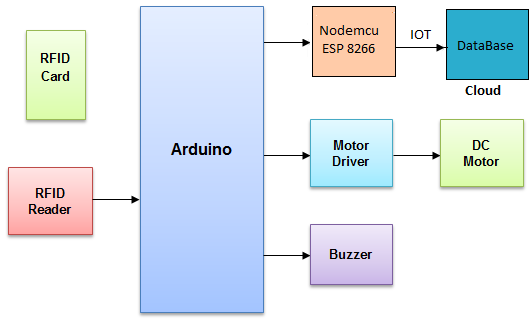 RFID
Card
RFID
Reader
Arduino
Nodemcu
ESP 8266
IOT
DataBase
Cloud
Motor
Driver
DC
Motor
Buzzer